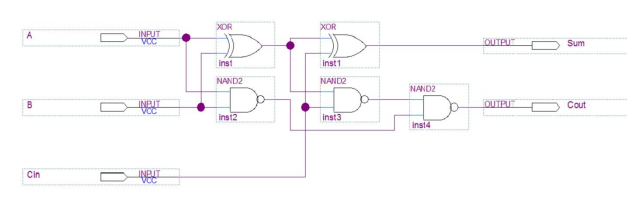 XOR
XOR
A
INPUT
VCC
OUTPUT
Sum
inst
inst1
NAND2
NAND2
NAND2
B
INPUT
VCC
OUTPUT
Cout
inst2
inst3
inst4
Cin
INPUT
VCC